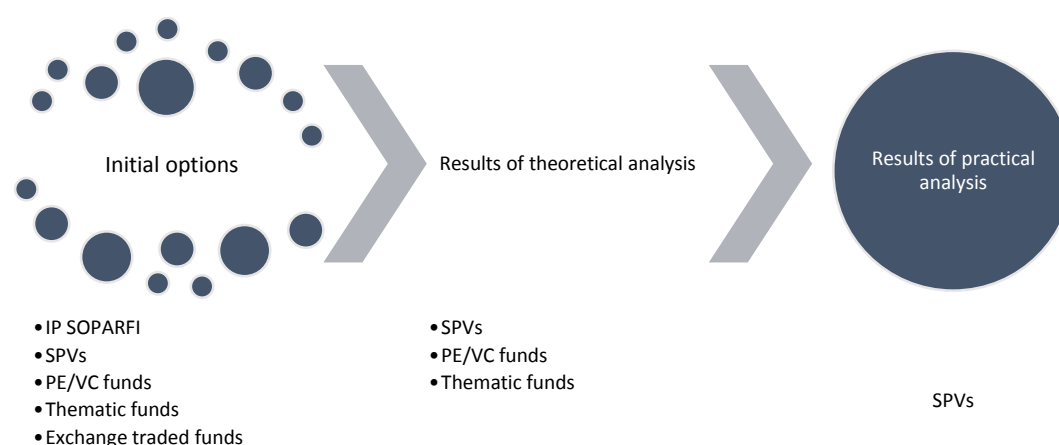 Initial options
Results of theoretical analysis
Results of practical
analysis
•IP SOPARFI
•SPVs
•PE/VC funds
•Thematic funds
•Exchange traded funds
•SPVs
•PE/VC funds
•Thematic funds
SPVs